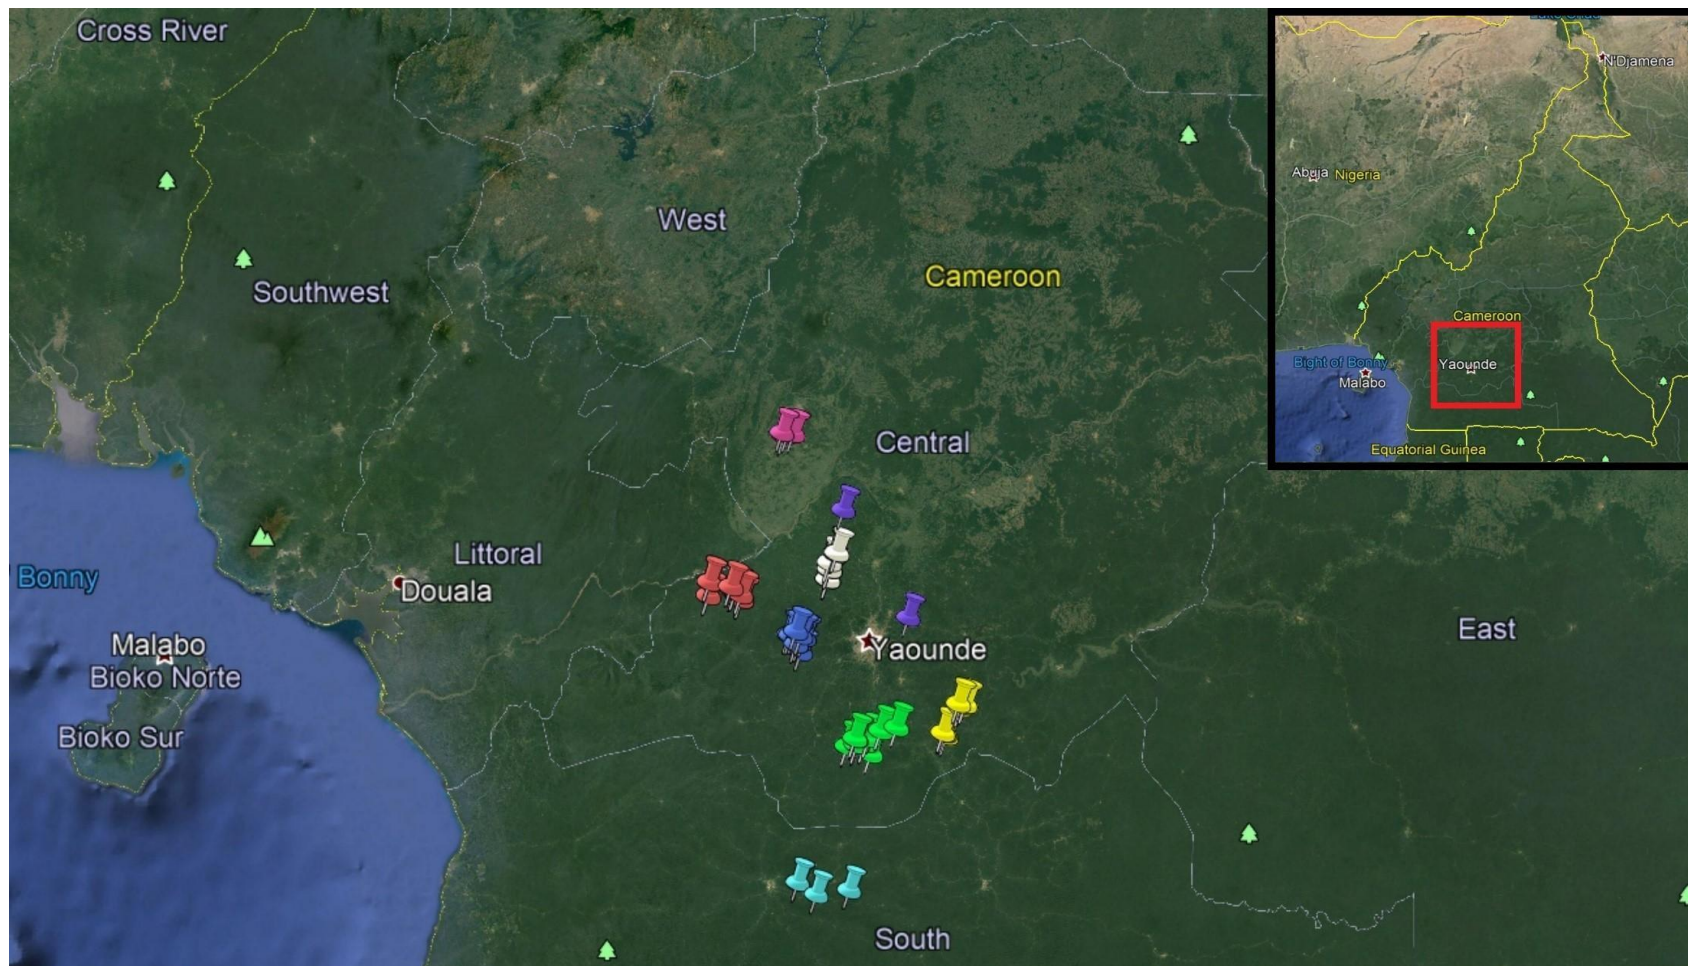 Cross River
West
Cameroon
Southwest
Central
Littoral
Bonny
Douala
East
Malabo
Yaounde
Bioko Norte
Bioko Sur
South
N'Djamena
Abuja
Nigeria
Cameroon
Bight of Bonny
Yaounde
Malabo
Equatorial Guinea